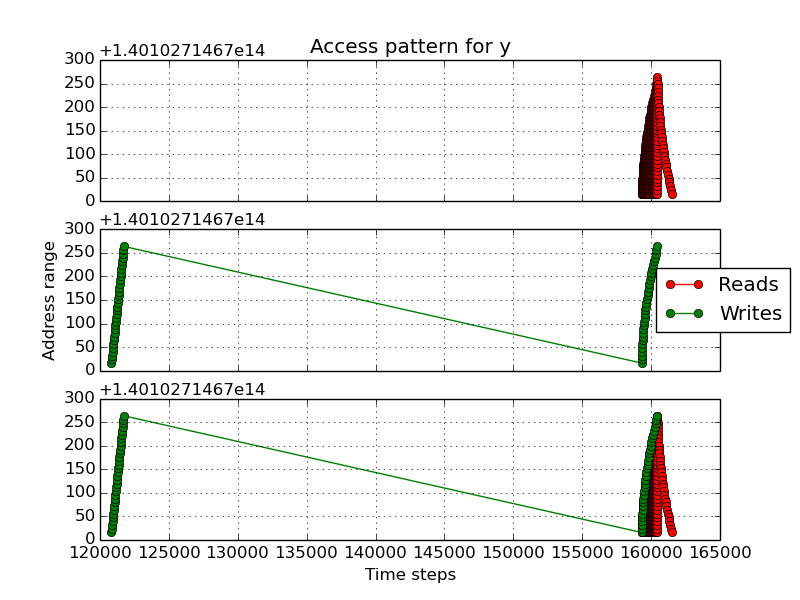 Access pattern for y
+1.4010271467e14
300
250
200
150
100
50
0
+1.4010271467e14
300
250
200
150
100
50
0
Address range
Reads
Writes
+1.4010271467e14
300
250
200
150
100
50
0
120000 125000 130000 135000 140000 145000 150000 155000 160000 165000
Time steps